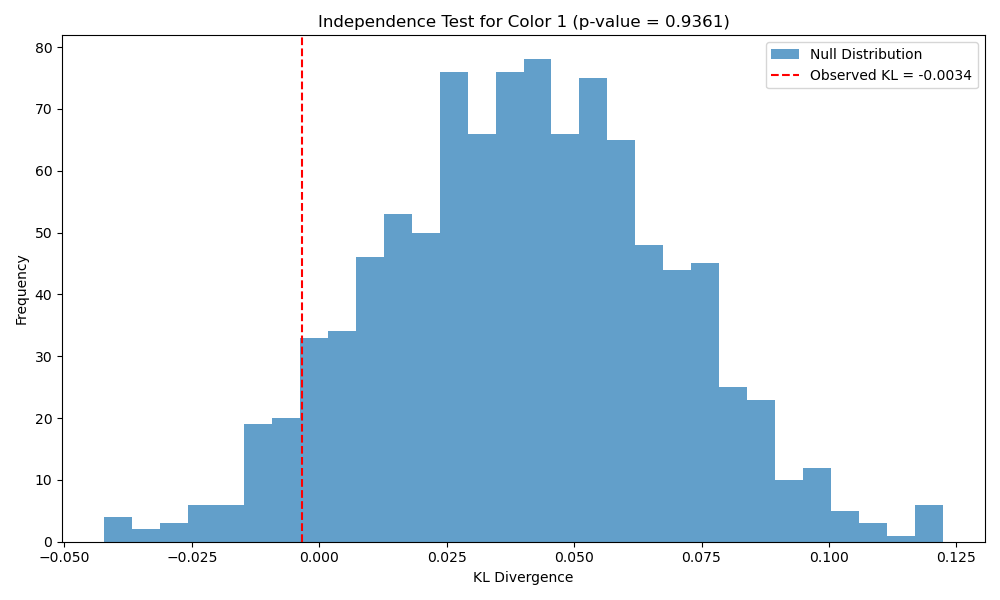 Independence Test for Color 1 (p-value = 0.9361)
Null Distribution
Observed KL = -0.0034
Frequency
80
70
60
50
40
30
20
10
0
−0.050 −0.025 0.000 0.025 0.050 0.075 0.100 0.125
KL Divergence